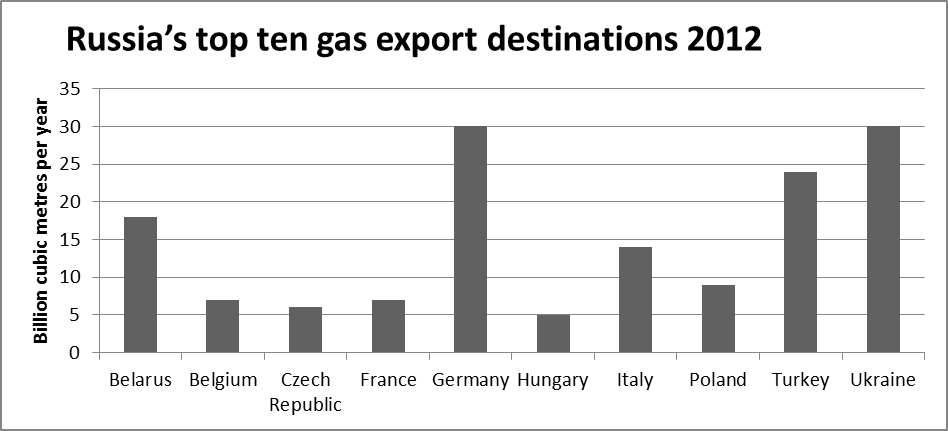 Russia’s top ten gas export destinations 2012
Billion cubic metres per year
35
30
25
20
15
10
5
0
Belarus
Belgium
Czech
Republic
France
Germany
Hungary
Italy
Poland
Turkey
Ukraine